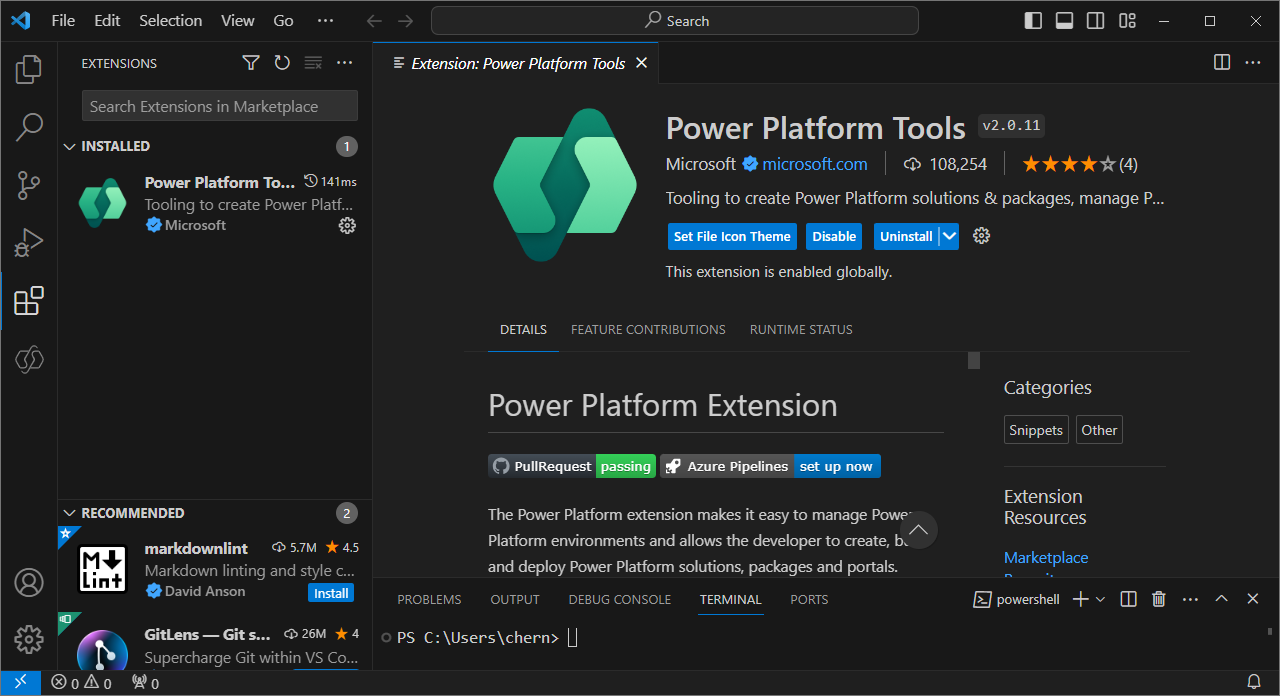 File Edit Selection View Go ··· Search
EXTENSIONS
Search Extensions in Marketplace
INSTALLED 1
Power Platform To... 141ms
Tooling to create Power Platf...
Microsoft
RECOMMENDED 2
markdownlint 5.7M 4.5
Markdown linting and style c...
David Anson Install
GitLens — Git s... 26M 4
Supercharge Git within VS Co...
Extension: Power Platform Tools
Power Platform Tools v2.0.11
Microsoft microsoft.com 108,254 (4)
Tooling to create Power Platform solutions & packages, manage P...
Set File Icon Theme Disable Uninstall
This extension is enabled globally.
DETAILS FEATURE CONTRIBUTIONS RUNTIME STATUS
Power Platform Extension
PullRequest passing Azure Pipelines set up now
The Power Platform extension makes it easy to manage Power
Platform environments and allows the developer to create,
and deploy Power Platform solutions, packages and portals.
Categories
Snippets Other
Extension
Resources
Marketplace
PROBLEMS OUTPUT DEBUG CONSOLE TERMINAL PORTS powershell
PS C:\Users\chern>
0 0 0